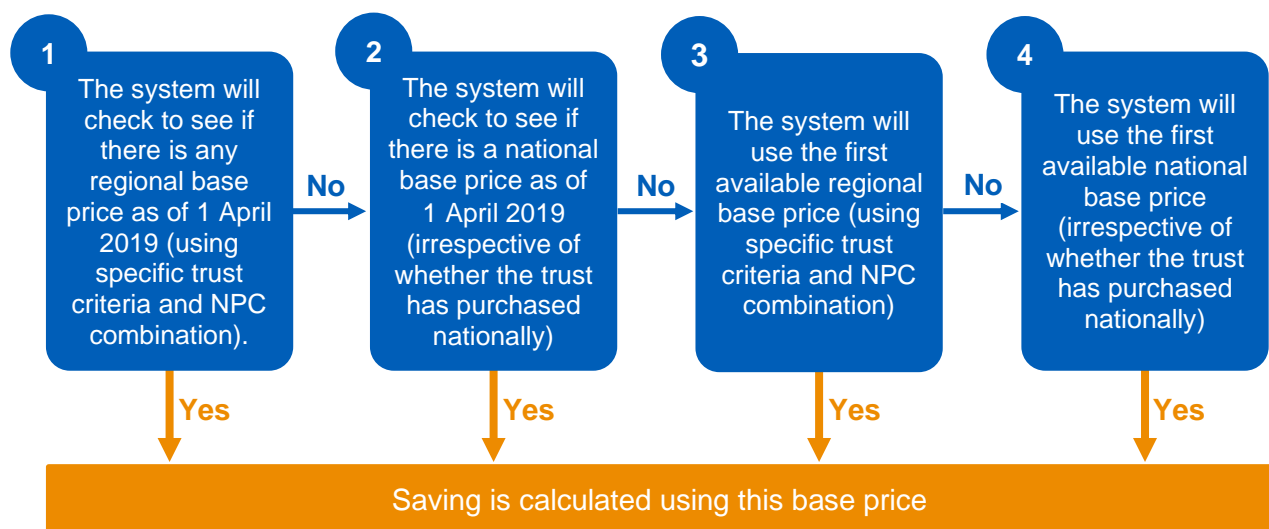 1
The system will
check to see if
there is any
regional base
price as of 1 April
2019 (using
specific trust
criteria and NPC
combination).
Yes
No
2
The system will
check to see if
there is a national
base price as of
1 April 2019
(irrespective of
whether the trust
has purchased
nationally)
Yes
No
3
The system will
use the first
available regional
base price (using
specific trust
criteria and NPC
combination)
Yes
No
4
The system will
use the first
available national
base price
(irrespective of
whether the trust
has purchased
nationally)
Yes
Saving is calculated using this base price